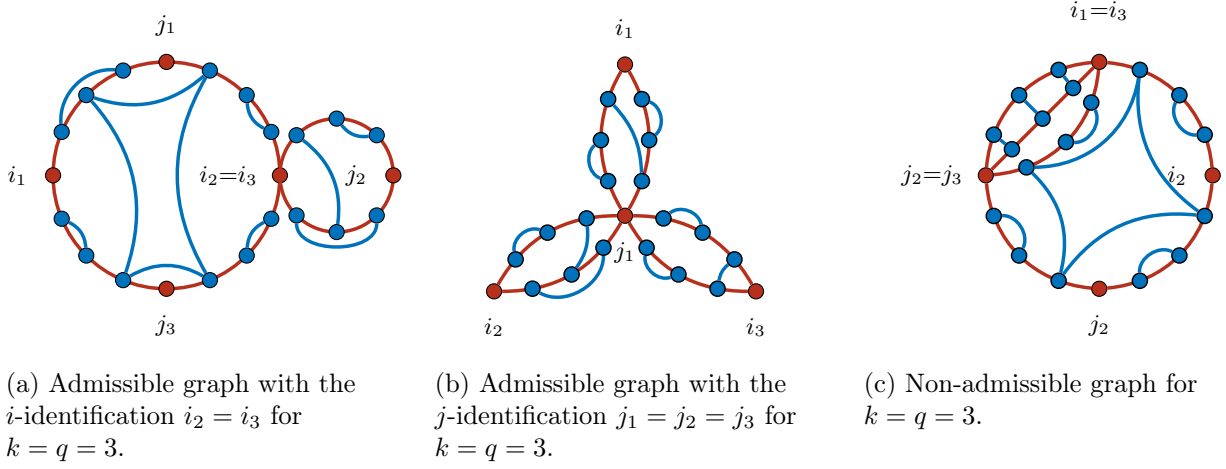 j₁
i₁
i₂=i₃
j₂
j₃
(a) Admissible graph with the
i-identification i₂ = i₃ for
k = q = 3.
i₁
j₁
i₂
i₃
(b) Admissible graph with the
j-identification j₁ = j₂ = j₃ for
k = q = 3.
i₁=i₃
j₂=j₃
i₂
j₂
(c) Non-admissible graph for
k = q = 3.